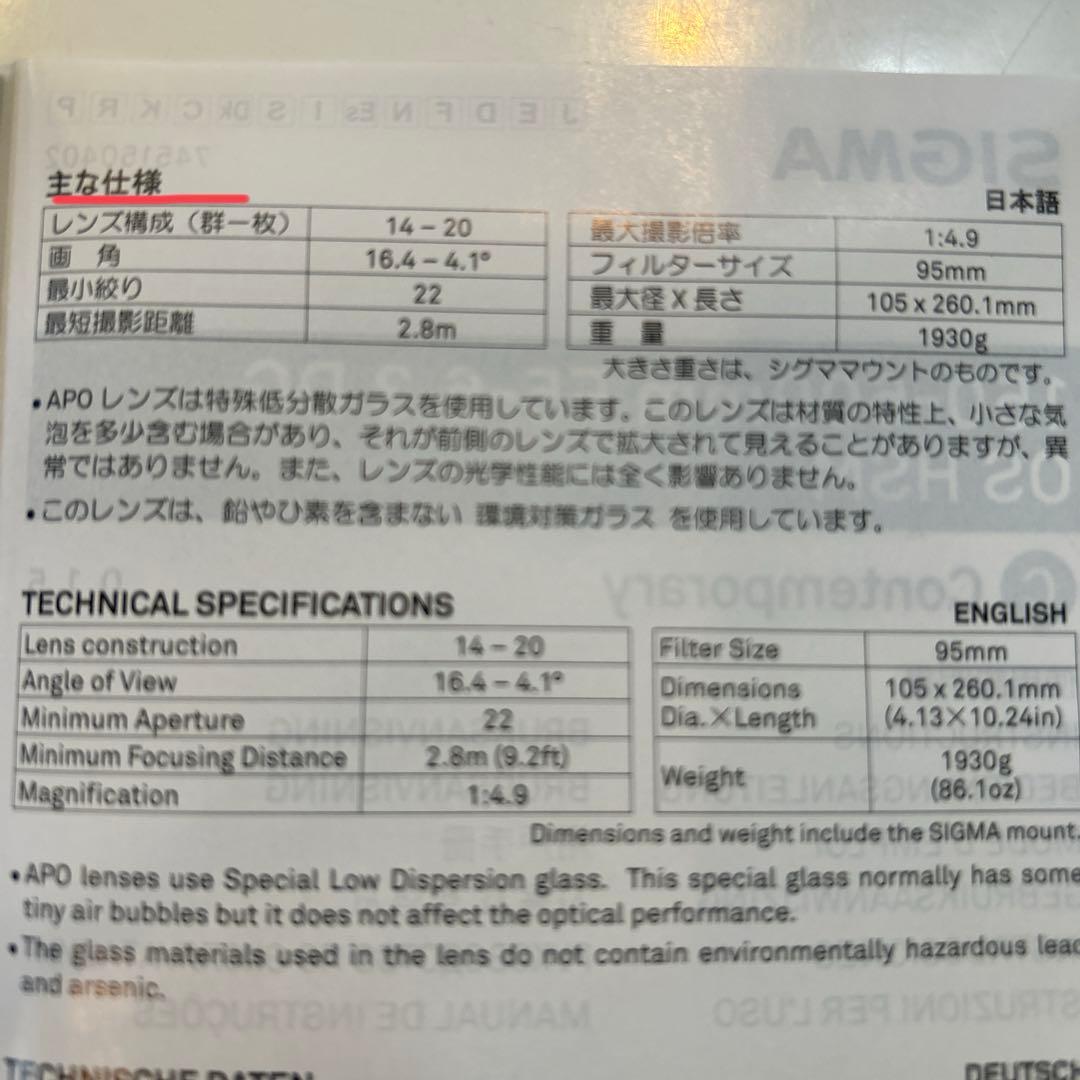 主な仕様
日本語
レンズ構成（群ー枚） 14 – 20
画　角 16.4 – 4.1°
最小絞り 22
最短撮影距離 2.8m
最大撮影倍率 1:4.9
フィルターサイズ 95mm
最大径 X 長さ 105 x 260.1mm
重　量 1930g
大きさ重さは、シグママウントのものです。
•APO レンズは特殊低分散ガラスを使用しています。このレンズは材質の特性上、小さな気
泡を多少含む場合があり、それが前側のレンズで拡大されて見えることがありますが、異
常ではありません。また、レンズの光学性能には全く影響ありません。
•このレンズは、鉛やひ素を含まない 環境対策ガラス を使用しています。
TECHNICAL SPECIFICATIONS
ENGLISH
Lens construction 14 – 20
Angle of View 16.4 – 4.1°
Minimum Aperture 22
Minimum Focusing Distance 2.8m (9.2ft)
Magnification 1:4.9
Filter Size 95mm
Dimensions 105 x 260.1mm
Dia.×Length (4.13×10.24in)
Weight 1930g
(86.1oz)
Dimensions and weight include the SIGMA mount.
•APO lenses use Special Low Dispersion glass. This special glass normally has some
tiny air bubbles but it does not affect the optical performance.
•The glass materials used in the lens do not contain environmentally hazardous lead
and arsenic.
TECHNISCHE DATEN
DEUTSCH